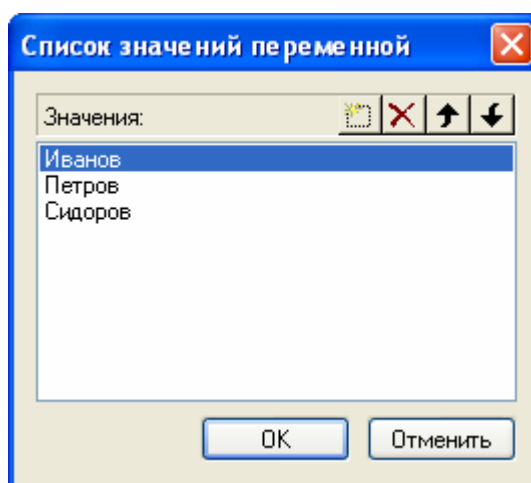 Список значений переменной
Значения:
Иванов
Петров
Сидоров
OK
Отменить